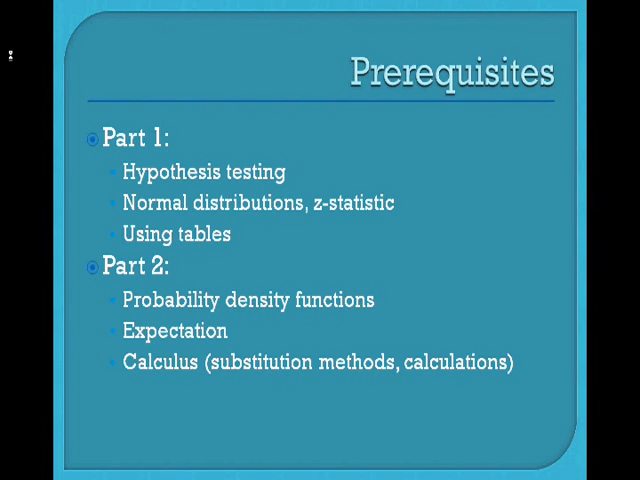 Prerequisites
Part 1:
Hypothesis testing
Normal distributions, z-statistic
Using tables
Part 2:
Probability density functions
Expectation
Calculus (substitution methods, calculations)